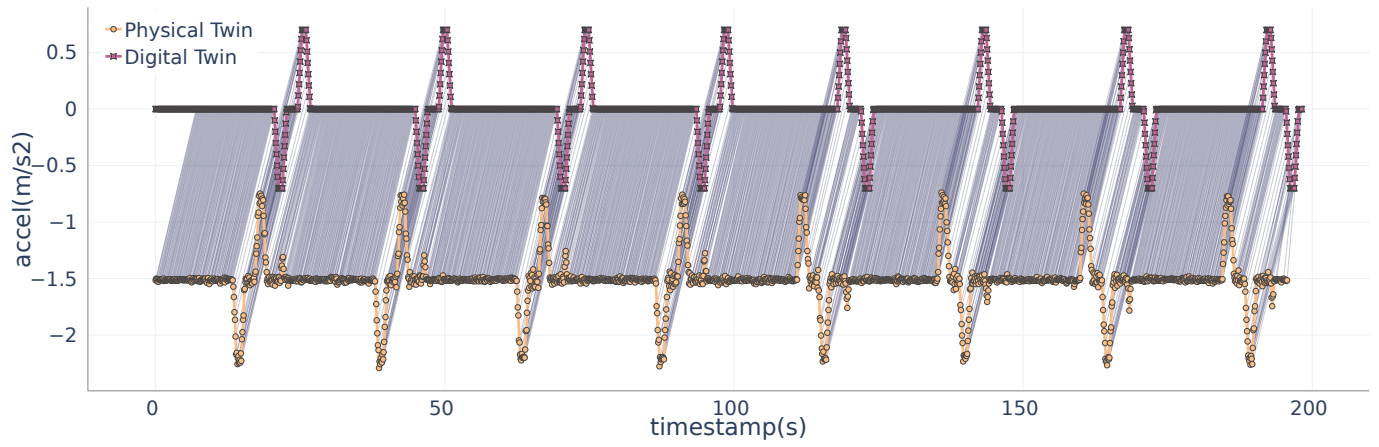 Physical Twin
Digital Twin
0.5
0
−0.5
−1
−1.5
−2
accel(m/s2)
0
50
100
150
200
timestamp(s)